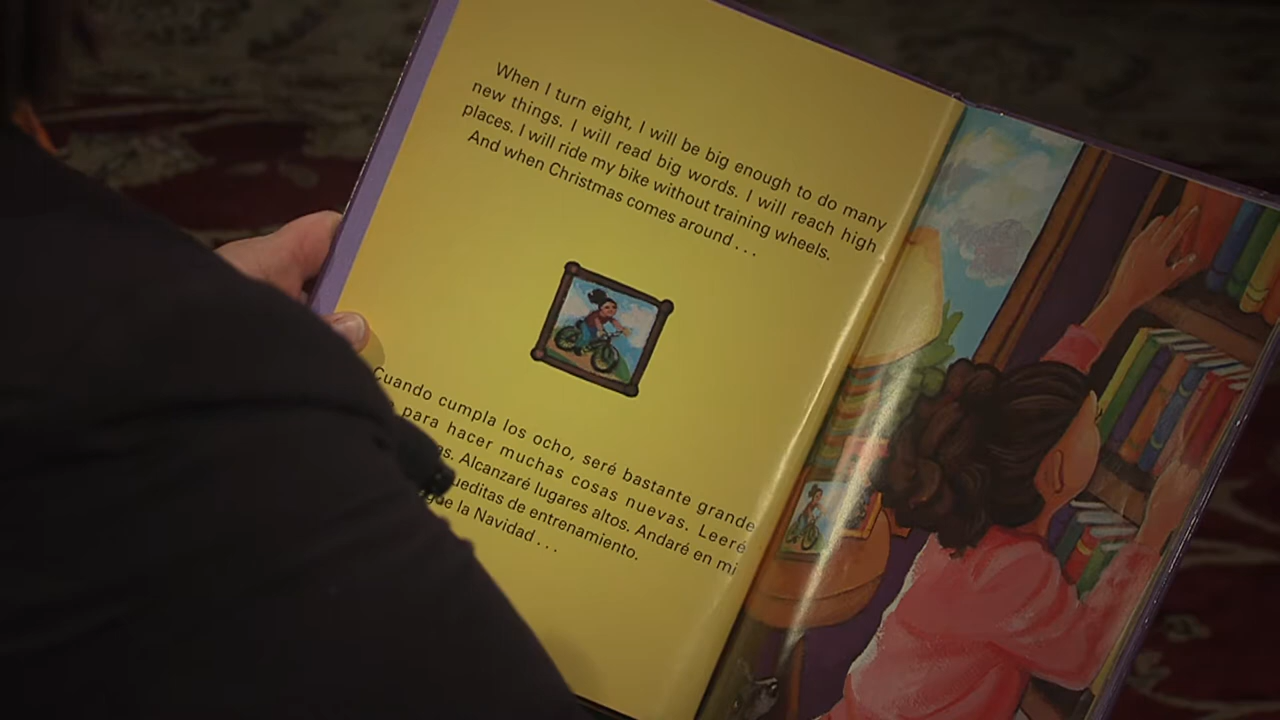 When I turn eight, I will be big enough to do many
new things. I will read big words. I will reach high
places. I will ride my bike without training wheels.
And when Christmas comes around . . .
Cuando cumpla los ocho, seré bastante grande
para hacer muchas cosas nuevas. Leeré
Alcanzaré lugares altos. Andaré en mi
de entrenamiento.
la Navidad . . .